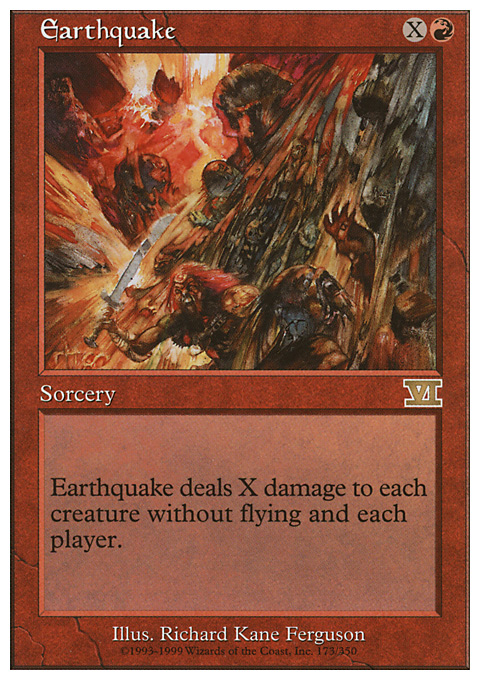 Earthquake X
Sorcery VI
Earthquake deals X damage to each
creature without flying and each
player.
Illus. Richard Kane Ferguson
©1993-1999 Wizards of the Coast, Inc. 173/350